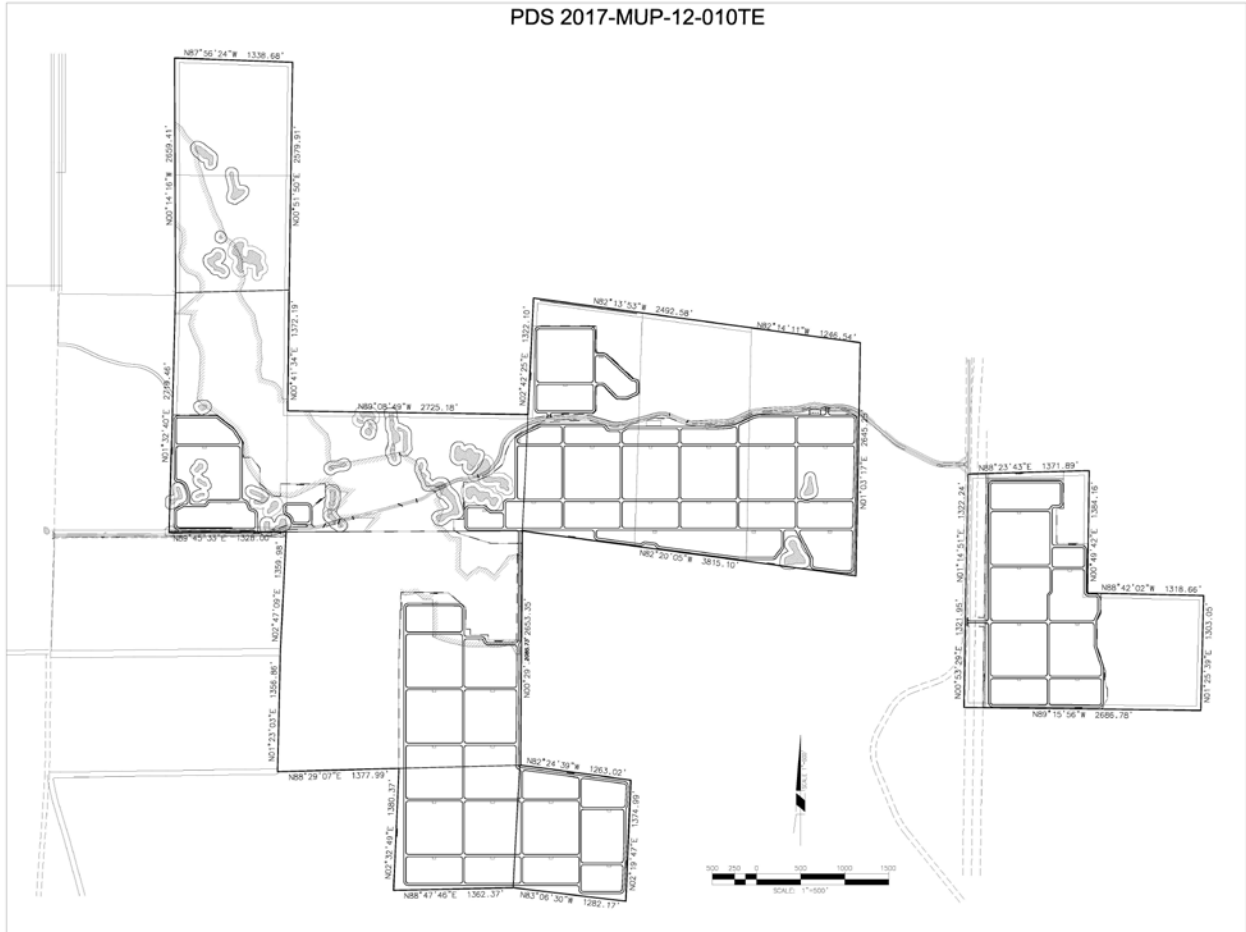 PDS 2017-MUP-12-010TE
N87°56'24"W 1338.68'
N00°14'16"W 2659.41'
N00°51'50"E 2579.91'
N00°41'34"E 1372.19'
N01°32'40"E 2219.46'
N89°08'49"W 2725.18'
N82°13'53"W 2492.58'
N82°14'11"W 1246.54'
N02°42'25"E 1322.10'
N01°03'17"E 2645.25'
N89°45'33"E 1328.00'
N82°20'05"W 3815.10'
N88°23'43"E 1371.89'
N01°14'51"E 1322.24'
N00°49'42"E 1384.16'
N88°42'02"W 1318.66'
N00°53'29"E 1321.95'
N01°25'39"E 1303.05'
N89°15'56"W 2686.78'
N02°47'09"E 1359.98'
N01°23'03"E 1356.86'
2653.35'
N88°29'07"E 1377.99'
N82°24'39"W 1263.02'
N02°32'49"E 1380.37'
N02°19'47"E 1374.99'
N88°47'46"E 1362.37'
N83°06'30"W 1282.17'
500 250 0 500 1000 1500
SCALE: 1"=500'